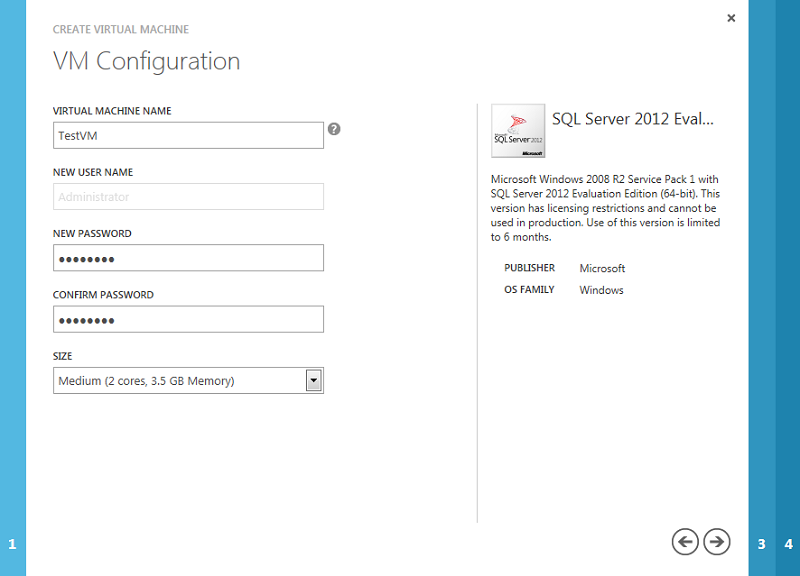 CREATE VIRTUAL MACHINE
VM Configuration
VIRTUAL MACHINE NAME
TestVM
?
NEW USER NAME
Administrator
NEW PASSWORD
●●●●●●●●
CONFIRM PASSWORD
●●●●●●●●
SIZE
Medium (2 cores, 3.5 GB Memory)
SQL Server 2012
Microsoft
SQL Server 2012 Eval...
Microsoft Windows 2008 R2 Service Pack 1 with
SQL Server 2012 Evaluation Edition (64-bit). This
version has licensing restrictions and cannot be
used in production. Use of this version is limited
to 6 months.
PUBLISHER Microsoft
OS FAMILY Windows
1
3
4